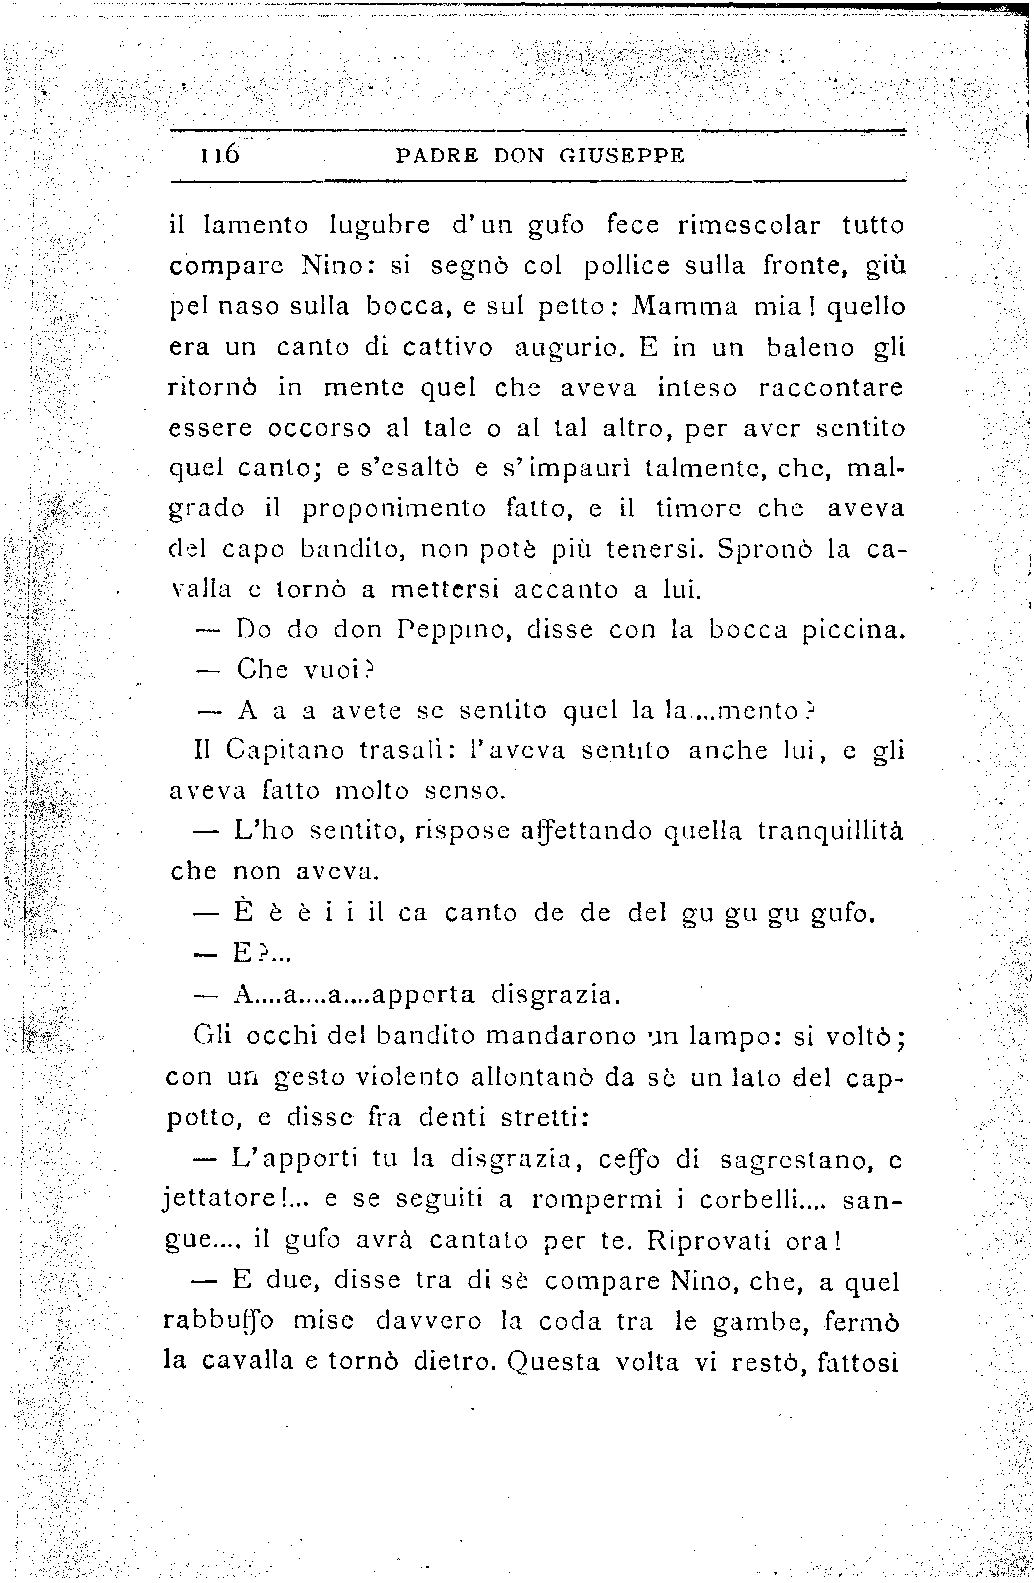 116 PADRE DON GIUSEPPE
il lamento lugubre d'un gufo fece rimescolar tutto
compare Nino: si segnò col pollice sulla fronte, giù
pel naso sulla bocca, e sul petto: Mamma mia! quello
era un canto di cattivo augurio. E in un baleno gli
ritornò in mente quel che aveva inteso raccontare
essere occorso al tale o al tal altro, per aver sentito
quel canto; e s'esaltò e s'impaurì talmente, che, mal-
grado il proponimento fatto, e il timore che aveva
del capo bandito, non potè più tenersi. Spronò la ca-
valla e tornò a mettersi accanto a lui.
— Do do don Peppino, disse con la bocca piccina.
— Che vuoi?
— A a a avete se sentito quel la la....mento?
Il Capitano trasalì: l'aveva sentito anche lui, e gli
aveva fatto molto senso.
— L'ho sentito, rispose affettando quella tranquillità
che non aveva.
— È è è i i il ca canto de de del gu gu gu gufo.
— E?...
— A....a....a....apporta disgrazia.
Gli occhi del bandito mandarono un lampo: si voltò;
con un gesto violento allontanò da sè un lato del cap-
potto, e disse fra denti stretti:
— L'apporti tu la disgrazia, ceffo di sagrestano, e
jettatore!... e se seguiti a rompermi i corbelli.... san-
gue.... il gufo avrà cantato per te. Riprovati ora!
— E due, disse tra di sè compare Nino, che, a quel
rabbuffo mise davvero la coda tra le gambe, fermò
la cavalla e tornò dietro. Questa volta vi restò, fattosi